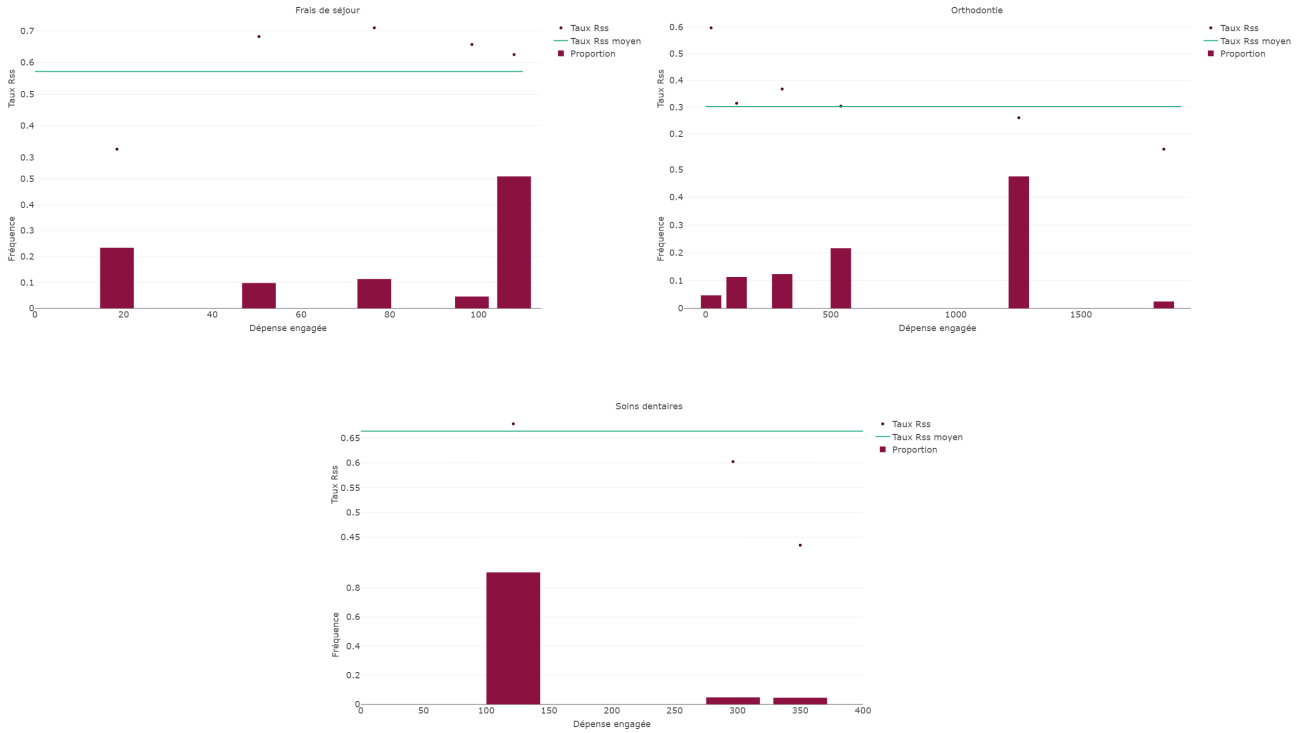 Frais de séjour
Taux Rss
Taux Rss moyen
Proportion
0.7
0.6
0.5
0.4
0.3
Taux Rss
0.5
0.4
0.3
0.2
0.1
0
Fréquence
0 20 40 60 80 100
Dépense engagée
Orthodontie
Taux Rss
Taux Rss moyen
Proportion
0.6
0.5
0.4
0.3
0.2
Taux Rss
0.5
0.4
0.3
0.2
0.1
0
Fréquence
0 500 1000 1500
Dépense engagée
Soins dentaires
Taux Rss
Taux Rss moyen
Proportion
0.65
0.6
0.55
0.5
0.45
Taux Rss
0.8
0.6
0.4
0.2
0
Fréquence
0 50 100 150 200 250 300 350 400
Dépense engagée